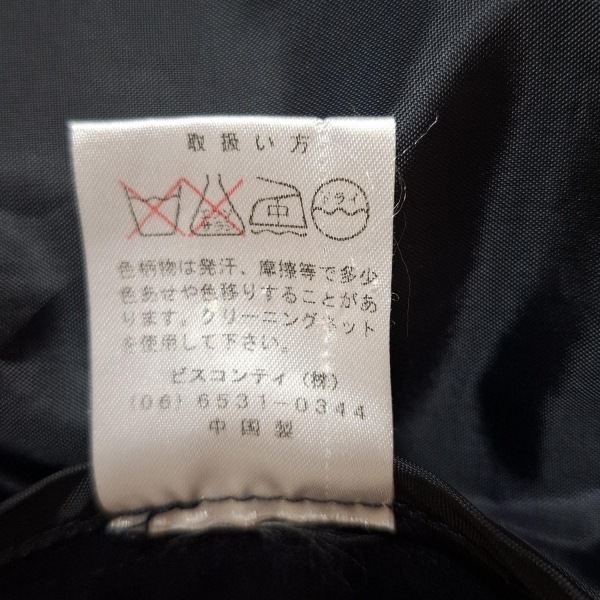 取扱い方
エンソ
サラシ
中
ドライ
色柄物は発汗、摩擦等で多少
色あせや色移りすることがあ
ります。クリーニングネット
を使用して下さい。
ビスコンティ(株)
(06)6531-0344
中国製